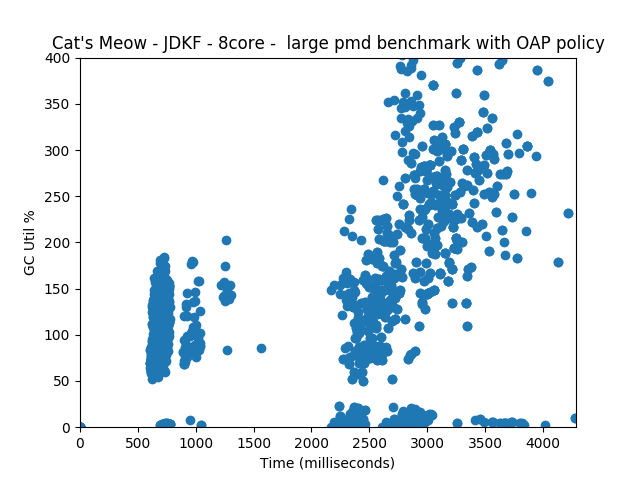 Cat's Meow - JDKF - 8core -  large pmd benchmark with OAP policy
400
350
300
250
200
150
100
50
0
GC Util %
0 500 1000 1500 2000 2500 3000 3500 4000
Time (milliseconds)